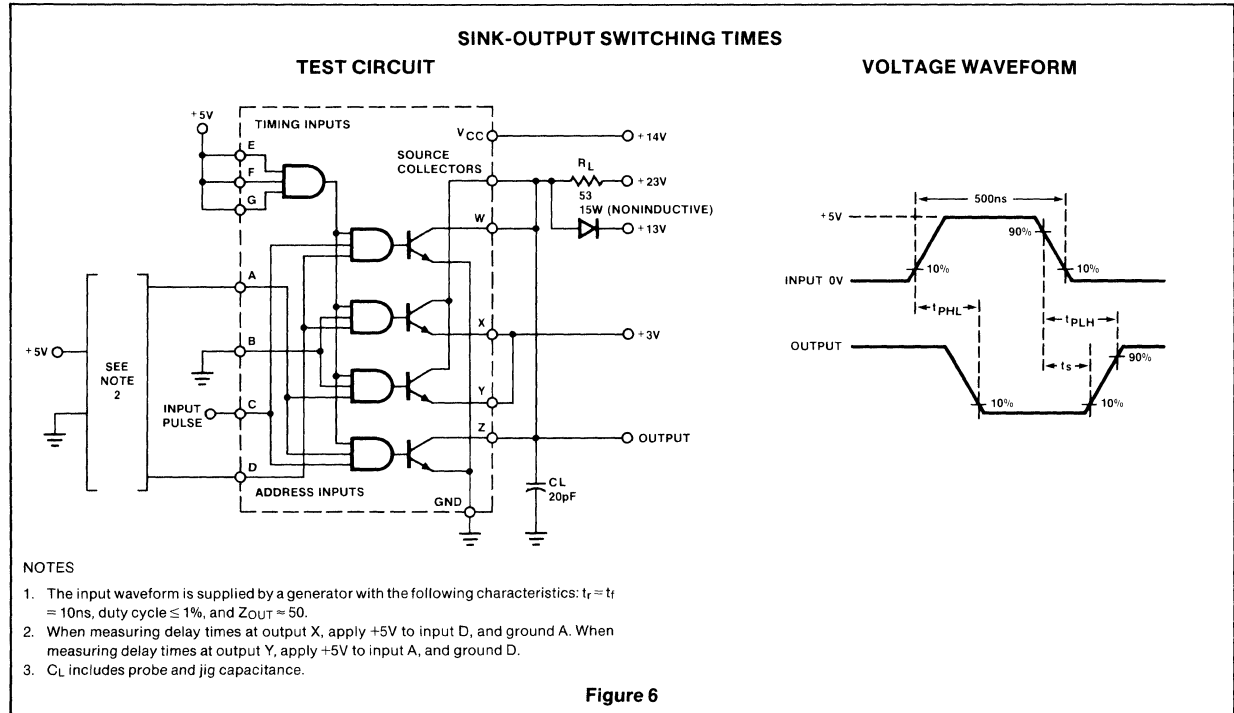 SINK-OUTPUT SWITCHING TIMES
TEST CIRCUIT
VOLTAGE WAVEFORM
+5V
TIMING INPUTS
E
F
G
VCC
+14V
SOURCE
COLLECTORS
RL
+23V
53
15W (NONINDUCTIVE)
+13V
W
A
X
+3V
B
+5V
SEE
NOTE
2
INPUT
PULSE
C
Y
Z
OUTPUT
D
ADDRESS INPUTS
GND
CL
20pF
500ns
+5V
90%
10%
10%
INPUT 0V
tPHL
tPLH
OUTPUT
ts
90%
10%
10%
NOTES
1. The input waveform is supplied by a generator with the following characteristics: tr = tf
= 10ns, duty cycle ≤ 1%, and ZOUT ≈ 50.
2. When measuring delay times at output X, apply +5V to input D, and ground A. When
measuring delay times at output Y, apply +5V to input A, and ground D.
3. CL includes probe and jig capacitance.
Figure 6